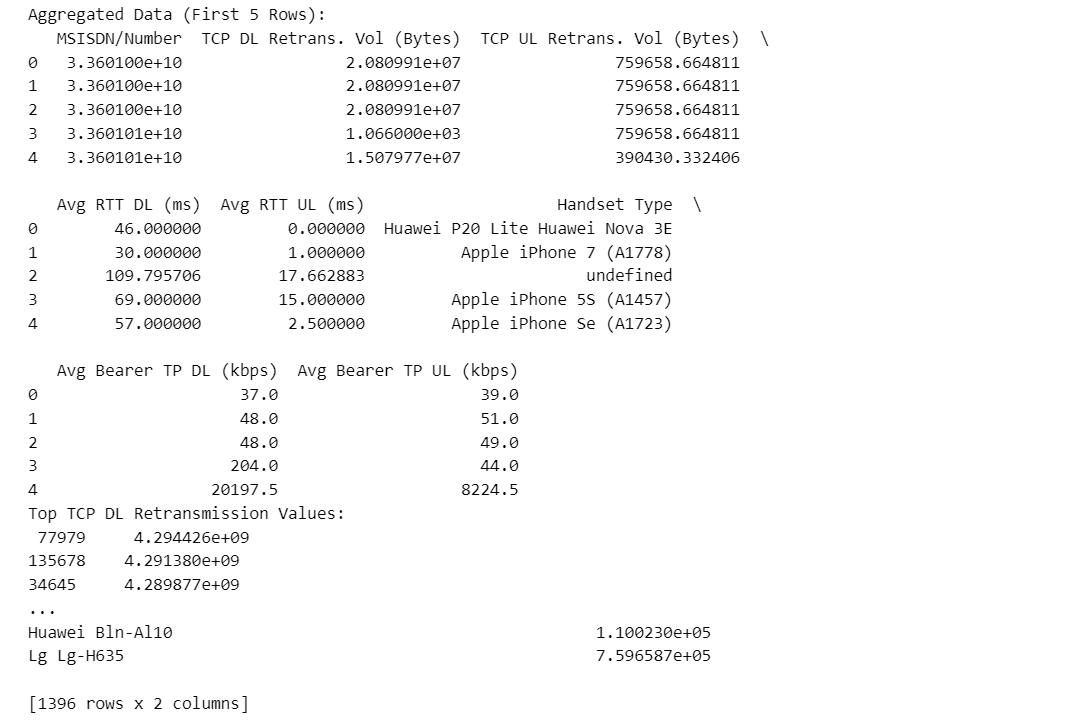 Aggregated Data (First 5 Rows):
   MSISDN/Number  TCP DL Retrans. Vol (Bytes)  TCP UL Retrans. Vol (Bytes)  \
0   3.360100e+10                 2.080991e+07                759658.664811
1   3.360100e+10                 2.080991e+07                759658.664811
2   3.360100e+10                 2.080991e+07                759658.664811
3   3.360101e+10                 1.066000e+03                759658.664811
4   3.360101e+10                 1.507977e+07                390430.332406

   Avg RTT DL (ms)  Avg RTT UL (ms)                    Handset Type  \
0        46.000000         0.000000  Huawei P20 Lite Huawei Nova 3E
1        30.000000         1.000000          Apple iPhone 7 (A1778)
2       109.795706        17.662883                       undefined
3        69.000000        15.000000         Apple iPhone 5S (A1457)
4        57.000000         2.500000         Apple iPhone Se (A1723)

   Avg Bearer TP DL (kbps)  Avg Bearer TP UL (kbps)
0                     37.0                     39.0
1                     48.0                     51.0
2                     48.0                     49.0
3                    204.0                     44.0
4                  20197.5                   8224.5
Top TCP DL Retransmission Values:
 77979     4.294426e+09
135678    4.291380e+09
34645     4.289877e+09
...
Huawei Bln-Al10                                            1.100230e+05
Lg Lg-H635                                                 7.596587e+05

[1396 rows x 2 columns]